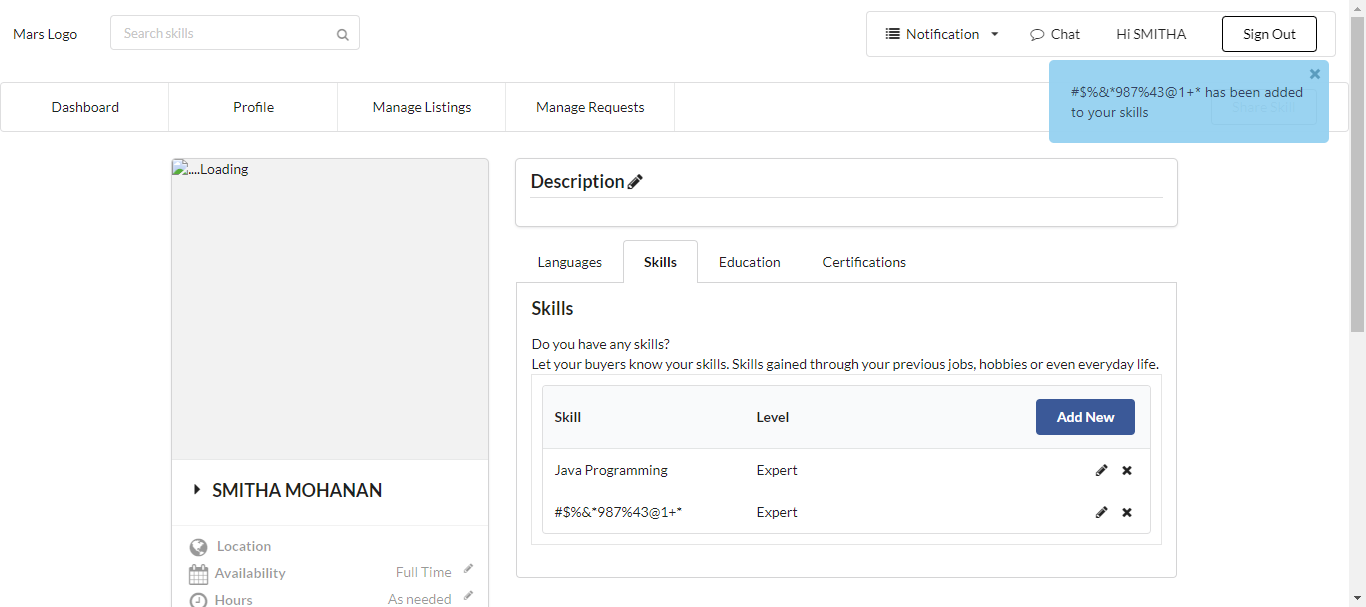 Mars Logo
Search skills
Notification
Chat
Hi SMITHA
Sign Out
#$%&*987%43@1+* has been added
to your skills
Dashboard
Profile
Manage Listings
Manage Requests
....Loading
Description
Languages
Skills
Education
Certifications
Skills
Do you have any skills?
Let your buyers know your skills. Skills gained through your previous jobs, hobbies or even everyday life.
Skill
Level
Add New
Java Programming
Expert
#$%&*987%43@1+*
Expert
SMITHA MOHANAN
Location
Availability
Full Time
Hours
As needed